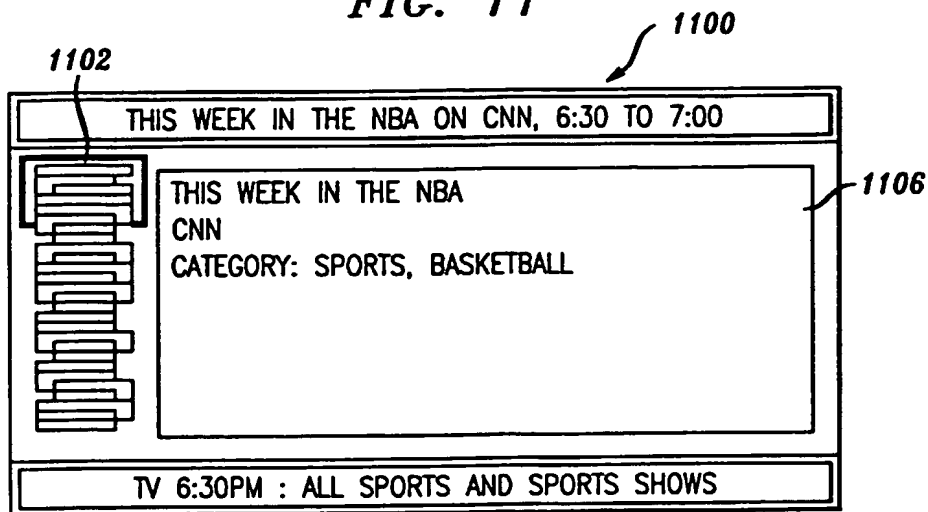 FIG. 11
1100
1102
THIS WEEK IN THE NBA ON CNN, 6:30 TO 7:00
THIS WEEK IN THE NBA
1106
CNN
CATEGORY: SPORTS, BASKETBALL
TV 6:30PM : ALL SPORTS AND SPORTS SHOWS